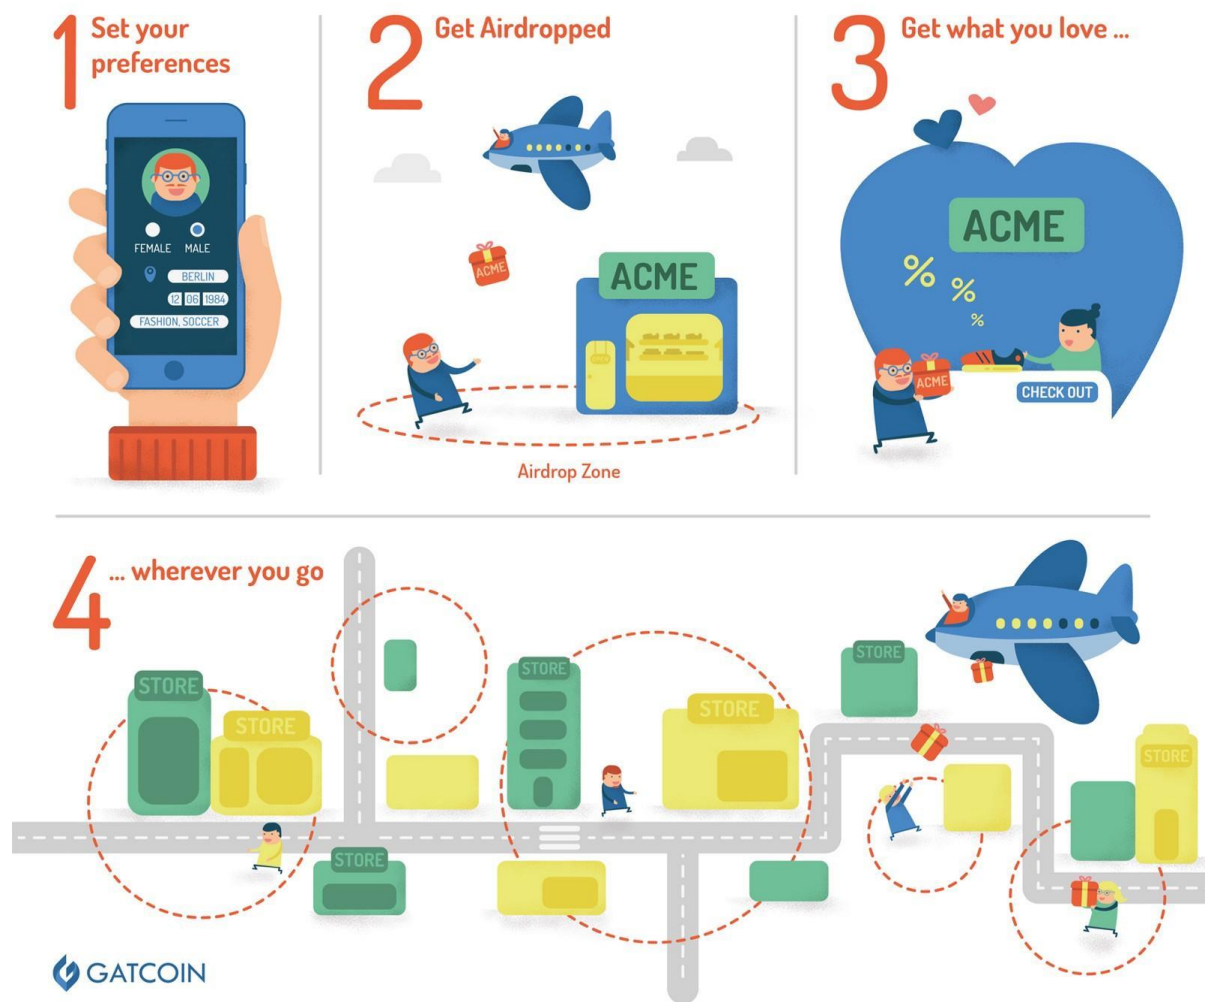 1 Set your
preferences
FEMALE MALE
BERLIN
12 06 1984
FASHION, SOCCER
2 Get Airdropped
ACME
ACME
Airdrop Zone
3 Get what you love ...
ACME
%
%
%
ACME
CHECK OUT
4 ... wherever you go
STORE
STORE
STORE
STORE
STORE
STORE
STORE
GATCOIN